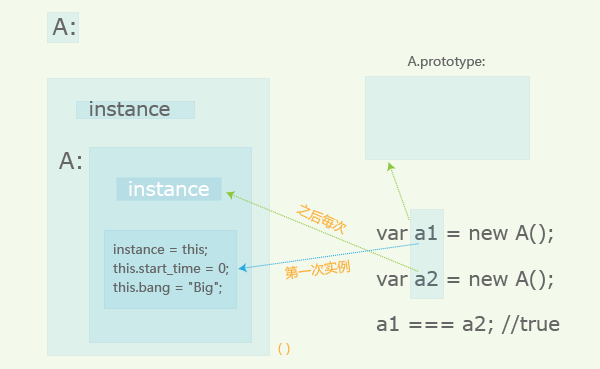 A:
A.prototype:
instance
A:
instance
之后每次
var a1 = new A();
instance = this;
this.start_time = 0;
this.bang = "Big";
第一次实例
var a2 = new A();
a1 === a2; //true
( )